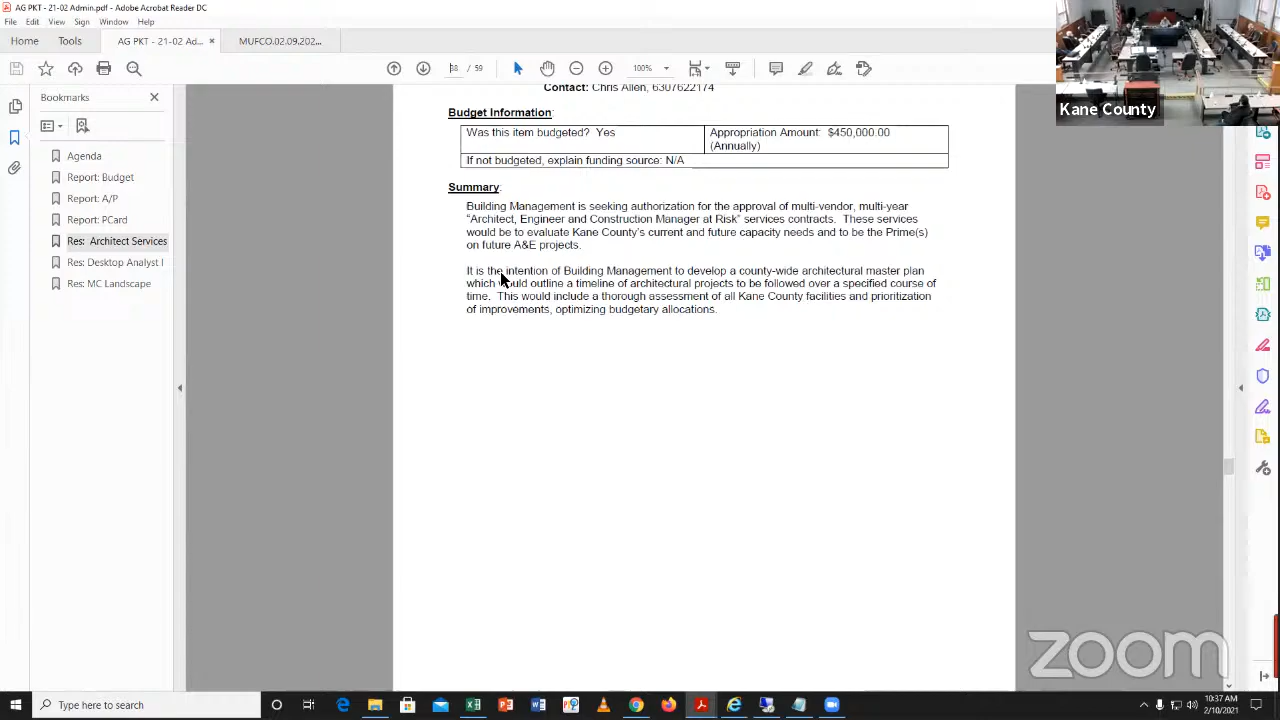 AG PKT - 21-02 Admin.pdf - Adobe Acrobat Reader DC
File Edit View Sign Window Help
Home Tools AG PKT - 21-02 Ad... × MUFCO.02.09.202...
59 100%
Bookmarks
Agenda
Report: Budget
Report: A/P
Report: PCard
Res: Architect Services
Res: Desktop Analyst I
Res: MC Landscape
Contact: Chris Allen, 6307622174
Budget Information:
Was this item budgeted? Yes
Appropriation Amount: $450,000.00
(Annually)
If not budgeted, explain funding source: N/A
Summary:
Building Management is seeking authorization for the approval of multi-vendor, multi-year
“Architect, Engineer and Construction Manager at Risk” services contracts. These services
would be to evaluate Kane County’s current and future capacity needs and to be the Prime(s)
on future A&E projects.
It is the intention of Building Management to develop a county-wide architectural master plan
which would outline a timeline of architectural projects to be followed over a specified course of
time. This would include a thorough assessment of all Kane County facilities and prioritization
of improvements, optimizing budgetary allocations.
Kane County
zoom
Type here to search
10:37 AM
2/10/2021